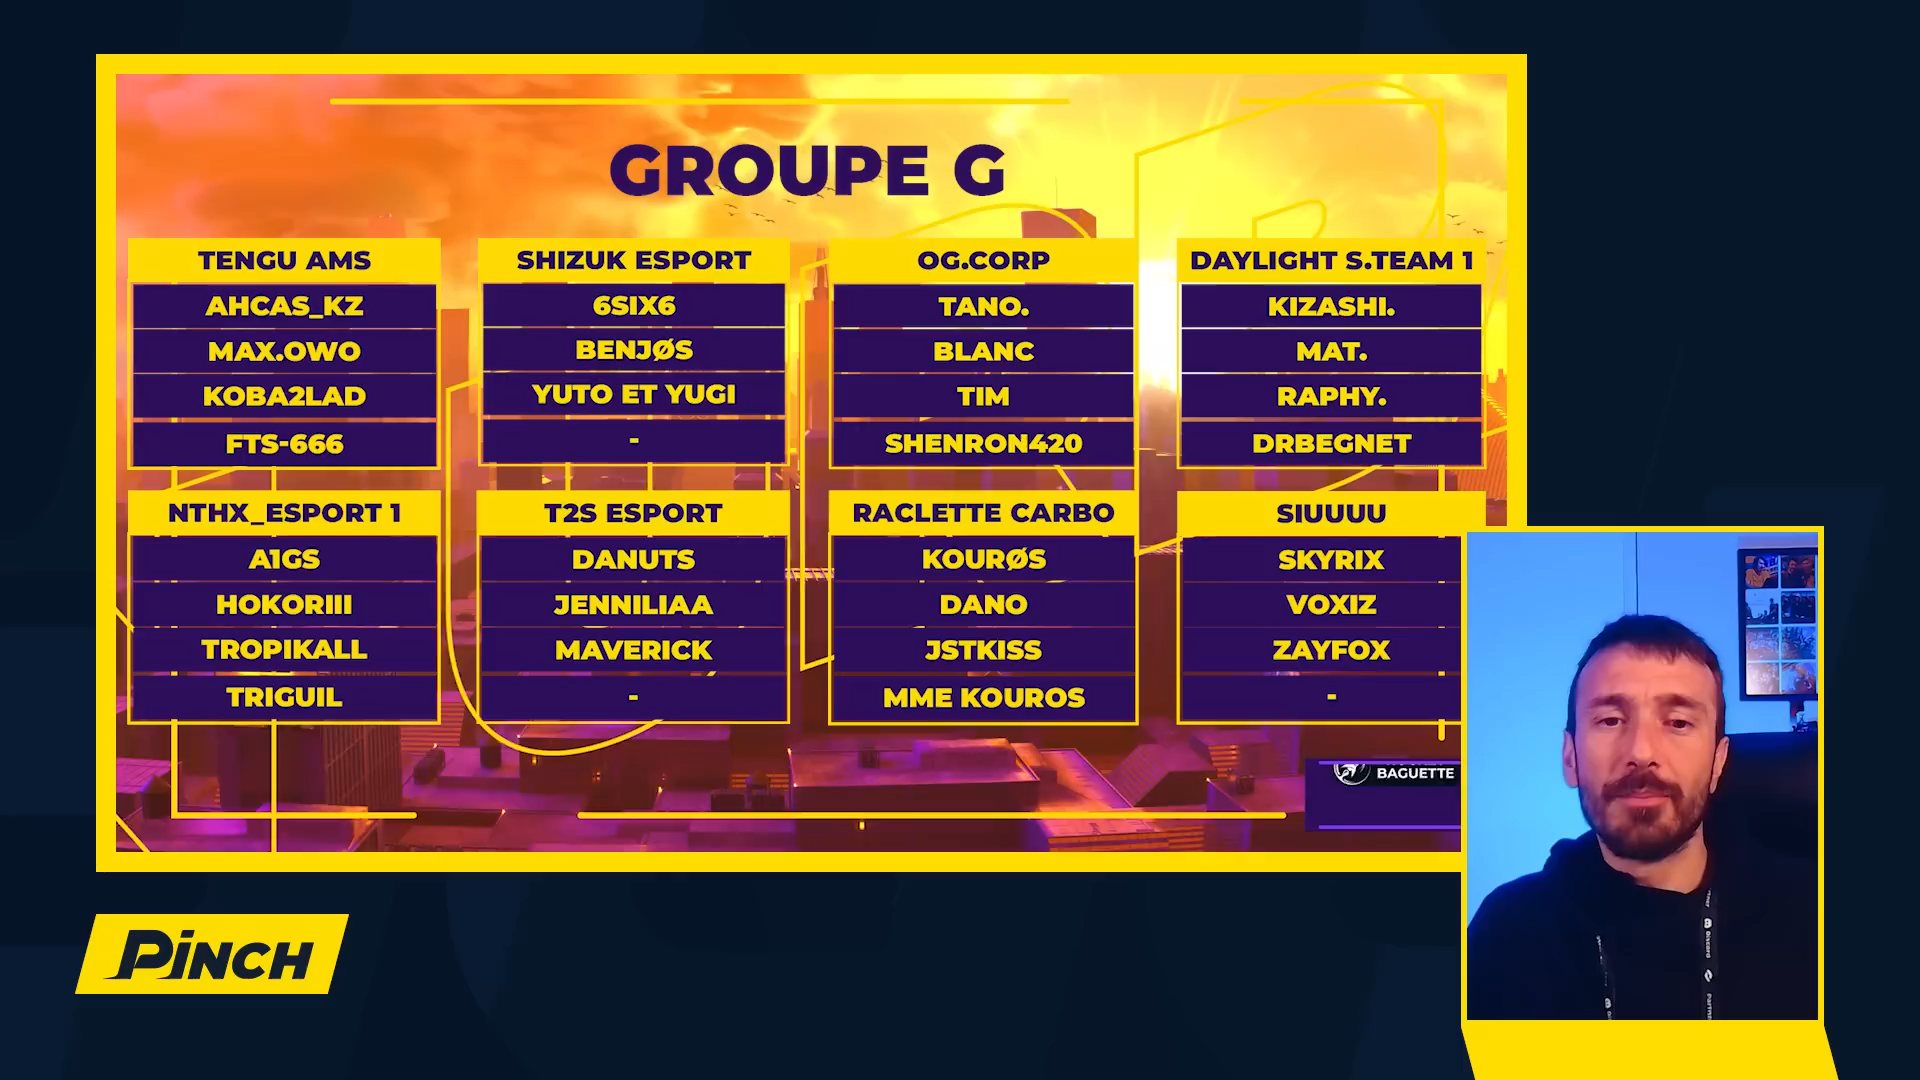 GROUPE G
TENGU AMS
AHCAS_KZ
MAX.OWO
KOBA2LAD
FTS-666
SHIZUK ESPORT
6SIX6
BENJØS
YUTO ET YUGI
-
OG.CORP
TANO.
BLANC
TIM
SHENRON420
DAYLIGHT S.TEAM 1
KIZASHI.
MAT.
RAPHY.
DRBEGNET
NTHX_ESPORT 1
A1GS
HOKORIII
TROPIKALL
TRIGUIL
T2S ESPORT
DANUTS
JENNILIAA
MAVERICK
-
RACLETTE CARBO
KOURØS
DANO
JSTKISS
MME KOUROS
SIUUUU
SKYRIX
VOXIZ
ZAYFOX
-
BAGUETTE
PINCH
Discord